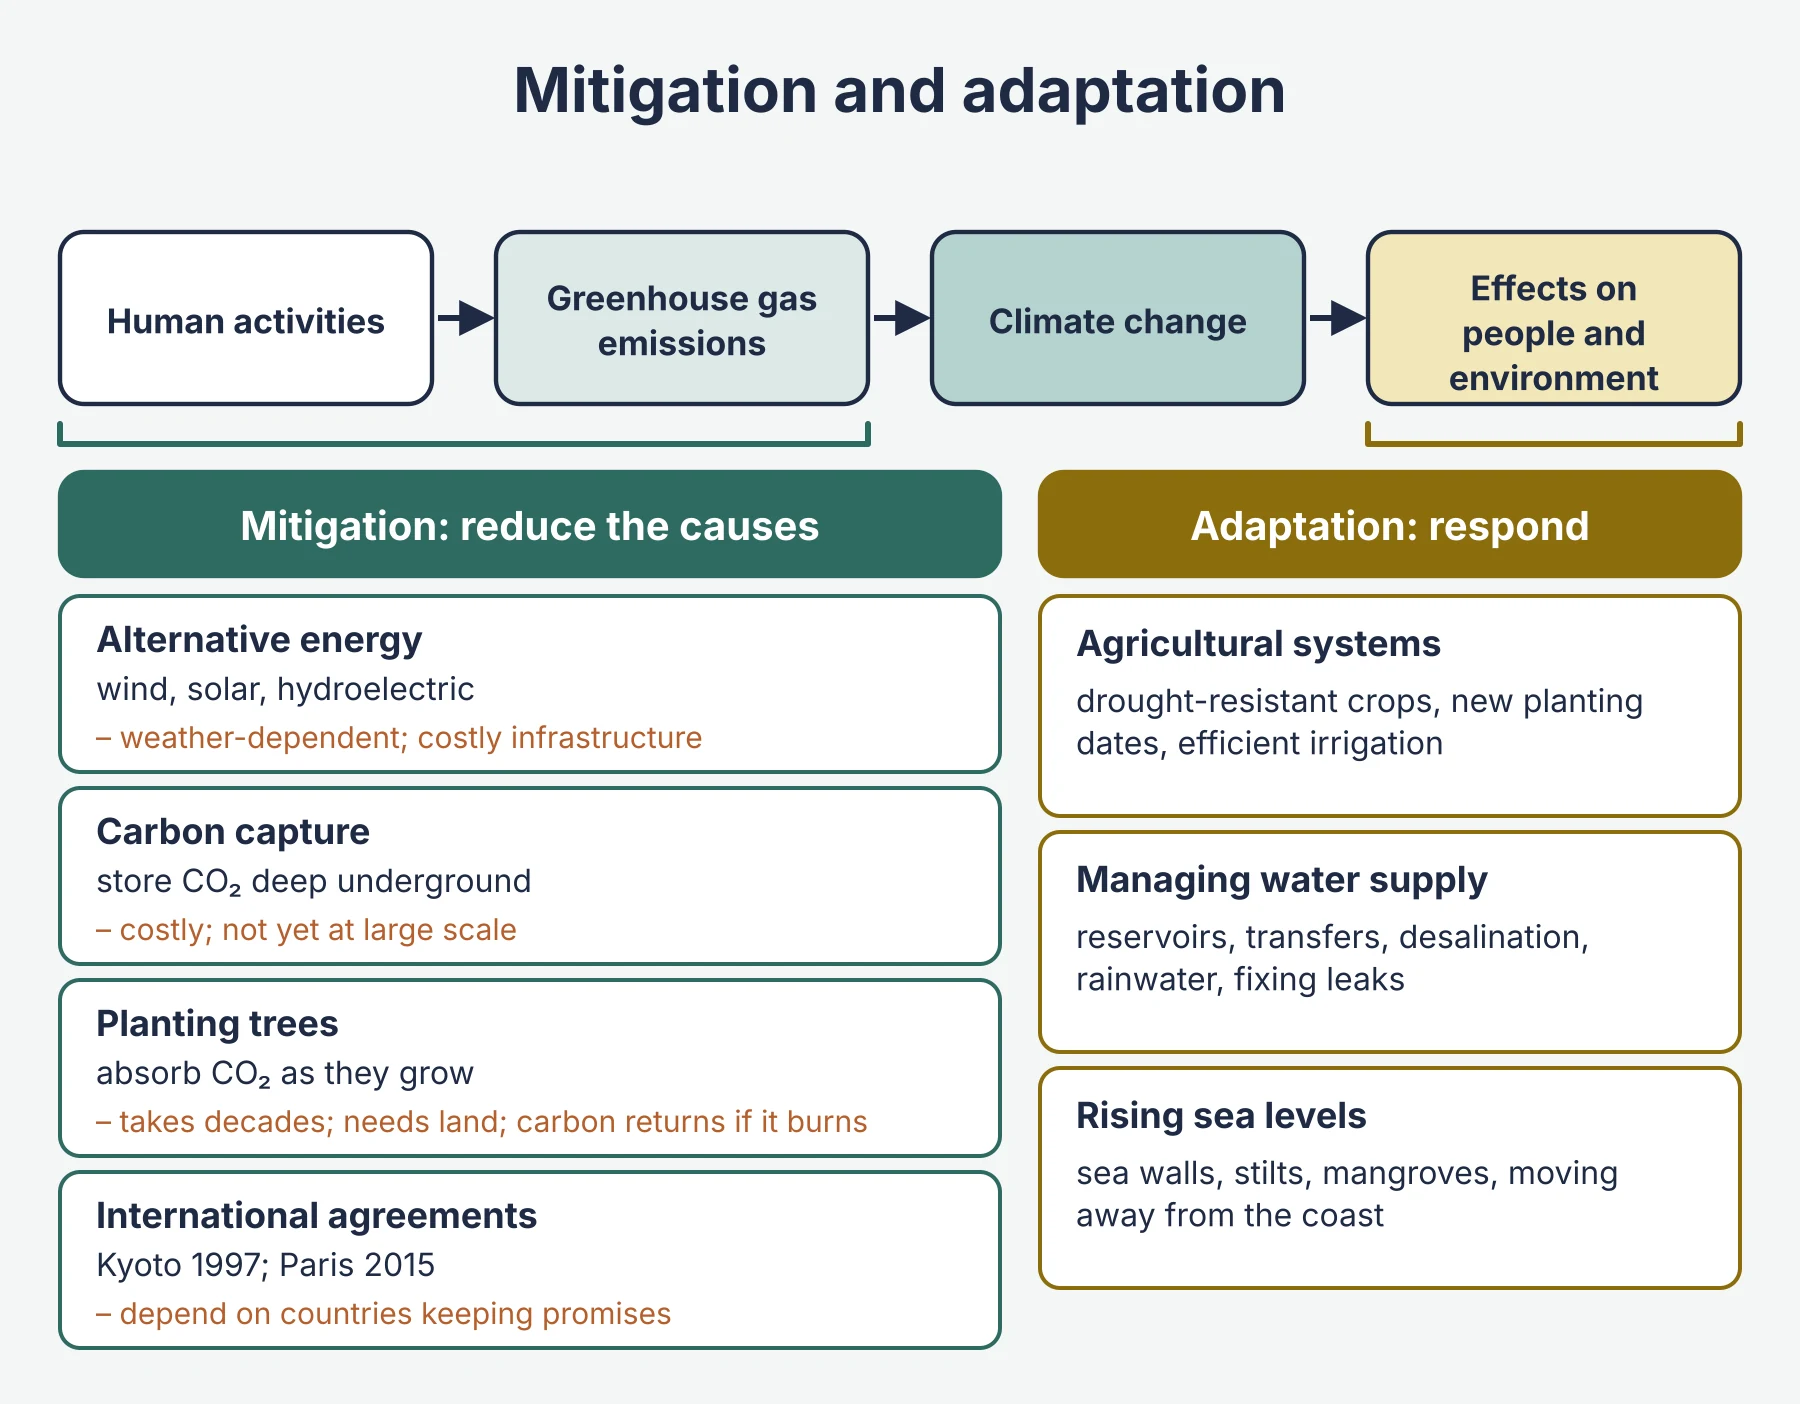 Mitigation and adaptation
Human activities
Greenhouse gas
emissions
Climate change
Effects on
people and
environment
Mitigation: reduce the causes
Alternative energy
wind, solar, hydroelectric
– weather-dependent; costly infrastructure
Carbon capture
store CO₂ deep underground
– costly; not yet at large scale
Planting trees
absorb CO₂ as they grow
– takes decades; needs land; carbon returns if it burns
International agreements
Kyoto 1997; Paris 2015
– depend on countries keeping promises
Adaptation: respond
Agricultural systems
drought-resistant crops, new planting
dates, efficient irrigation
Managing water supply
reservoirs, transfers, desalination,
rainwater, fixing leaks
Rising sea levels
sea walls, stilts, mangroves, moving
away from the coast